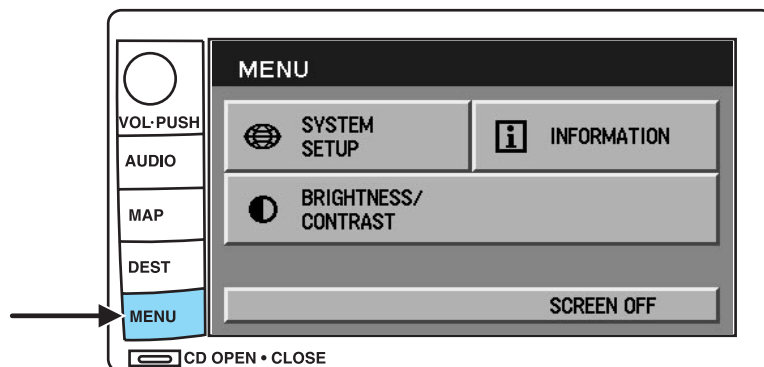 VOL·PUSH
AUDIO
MAP
DEST
MENU
CD OPEN • CLOSE
MENU
SYSTEM
SETUP
i INFORMATION
BRIGHTNESS/
CONTRAST
SCREEN OFF